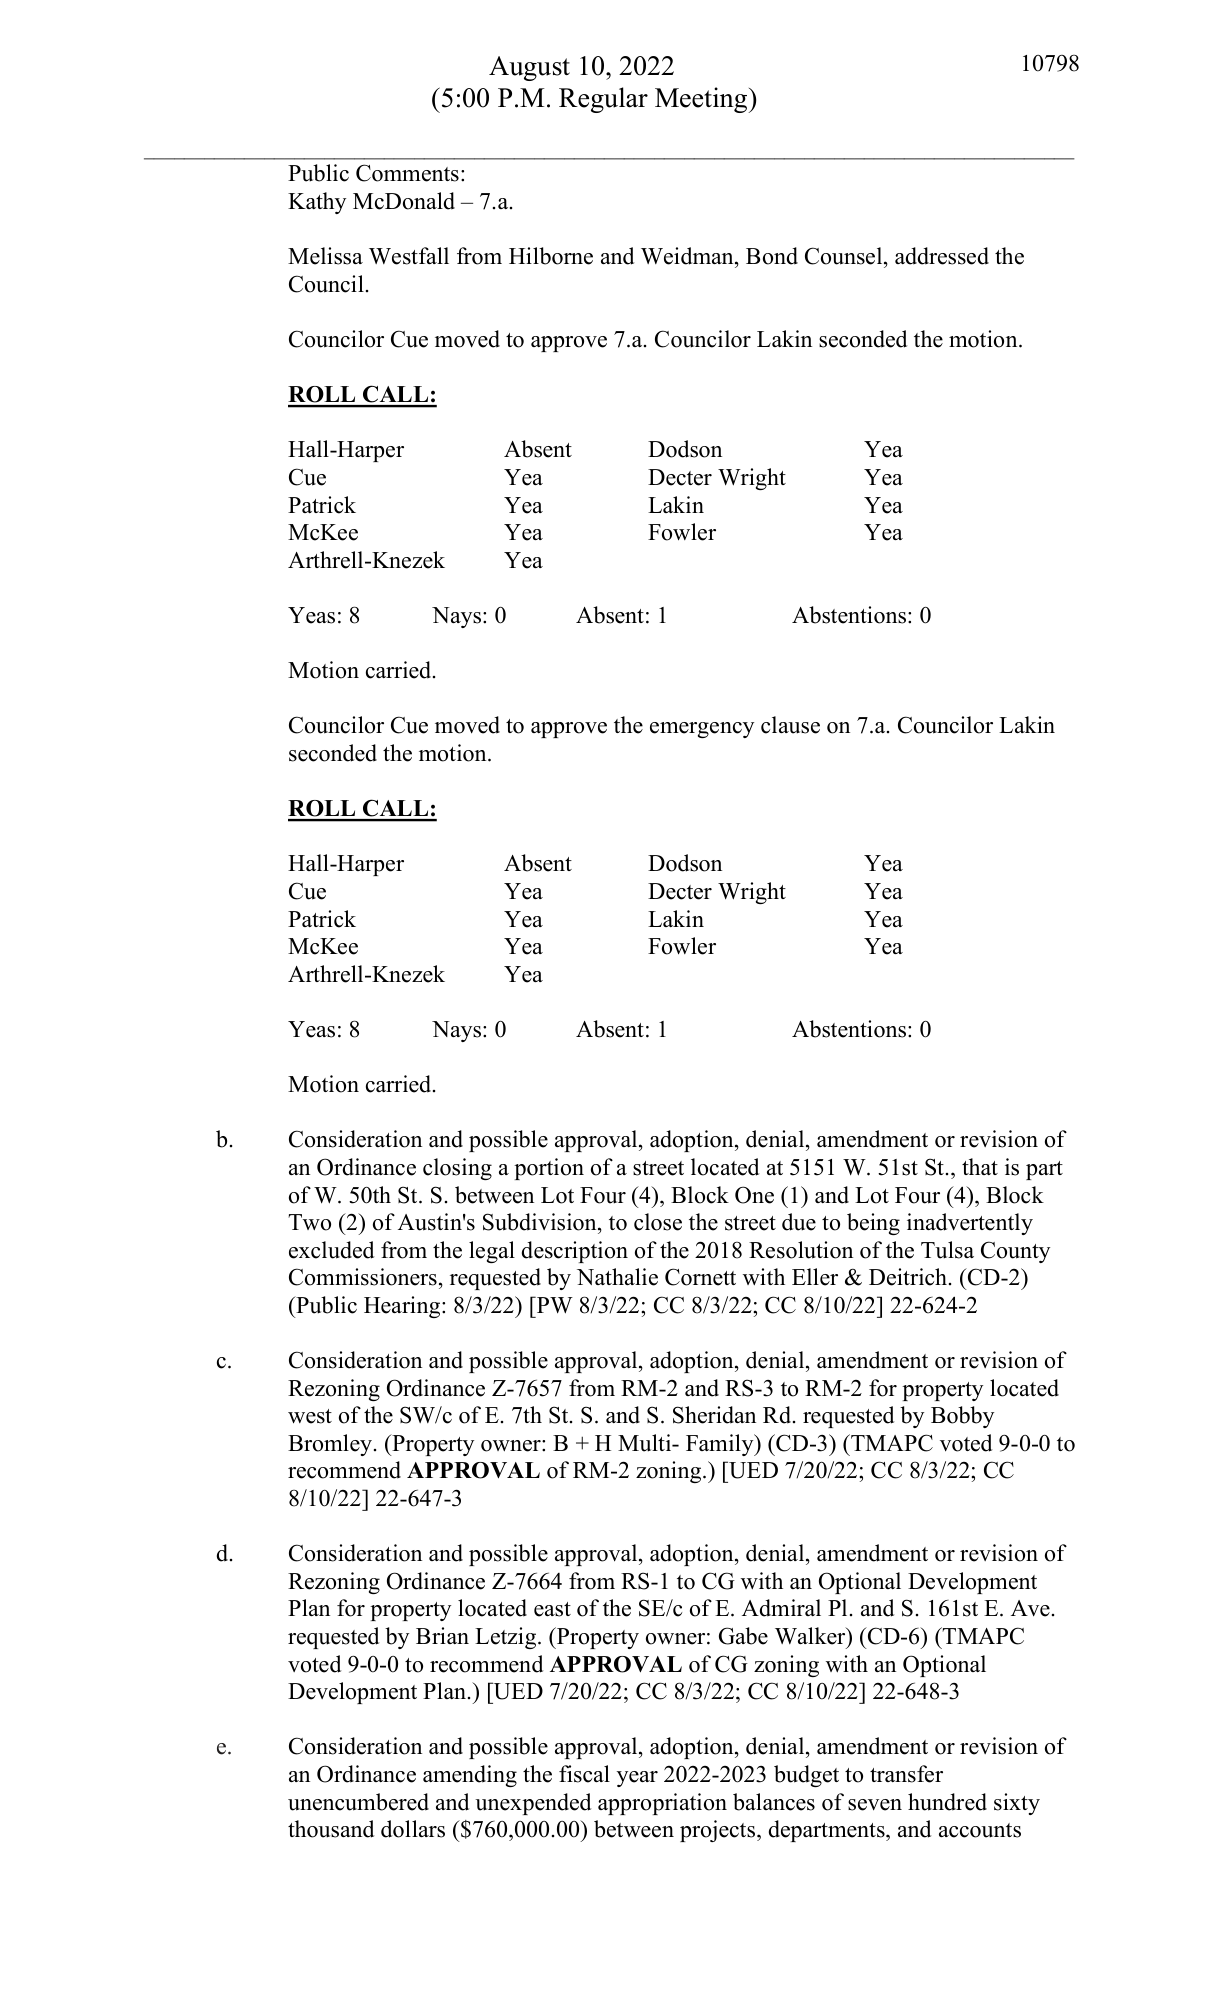 August 10, 2022
10798
(5:00 P.M. Regular Meeting)
Public Comments:
Kathy McDonald – 7.a.
Melissa Westfall from Hilborne and Weidman, Bond Counsel, addressed the
Council.
Councilor Cue moved to approve 7.a. Councilor Lakin seconded the motion.
ROLL CALL:
Hall-Harper Absent Dodson Yea
Cue Yea Decter Wright Yea
Patrick Yea Lakin Yea
McKee Yea Fowler Yea
Arthrell-Knezek Yea
Yeas: 8 Nays: 0 Absent: 1 Abstentions: 0
Motion carried.
Councilor Cue moved to approve the emergency clause on 7.a. Councilor Lakin
seconded the motion.
ROLL CALL:
Hall-Harper Absent Dodson Yea
Cue Yea Decter Wright Yea
Patrick Yea Lakin Yea
McKee Yea Fowler Yea
Arthrell-Knezek Yea
Yeas: 8 Nays: 0 Absent: 1 Abstentions: 0
Motion carried.
b. Consideration and possible approval, adoption, denial, amendment or revision of
an Ordinance closing a portion of a street located at 5151 W. 51st St., that is part
of W. 50th St. S. between Lot Four (4), Block One (1) and Lot Four (4), Block
Two (2) of Austin's Subdivision, to close the street due to being inadvertently
excluded from the legal description of the 2018 Resolution of the Tulsa County
Commissioners, requested by Nathalie Cornett with Eller & Deitrich. (CD-2)
(Public Hearing: 8/3/22) [PW 8/3/22; CC 8/3/22; CC 8/10/22] 22-624-2
c. Consideration and possible approval, adoption, denial, amendment or revision of
Rezoning Ordinance Z-7657 from RM-2 and RS-3 to RM-2 for property located
west of the SW/c of E. 7th St. S. and S. Sheridan Rd. requested by Bobby
Bromley. (Property owner: B + H Multi- Family) (CD-3) (TMAPC voted 9-0-0 to
recommend APPROVAL of RM-2 zoning.) [UED 7/20/22; CC 8/3/22; CC
8/10/22] 22-647-3
d. Consideration and possible approval, adoption, denial, amendment or revision of
Rezoning Ordinance Z-7664 from RS-1 to CG with an Optional Development
Plan for property located east of the SE/c of E. Admiral Pl. and S. 161st E. Ave.
requested by Brian Letzig. (Property owner: Gabe Walker) (CD-6) (TMAPC
voted 9-0-0 to recommend APPROVAL of CG zoning with an Optional
Development Plan.) [UED 7/20/22; CC 8/3/22; CC 8/10/22] 22-648-3
e. Consideration and possible approval, adoption, denial, amendment or revision of
an Ordinance amending the fiscal year 2022-2023 budget to transfer
unencumbered and unexpended appropriation balances of seven hundred sixty
thousand dollars ($760,000.00) between projects, departments, and accounts